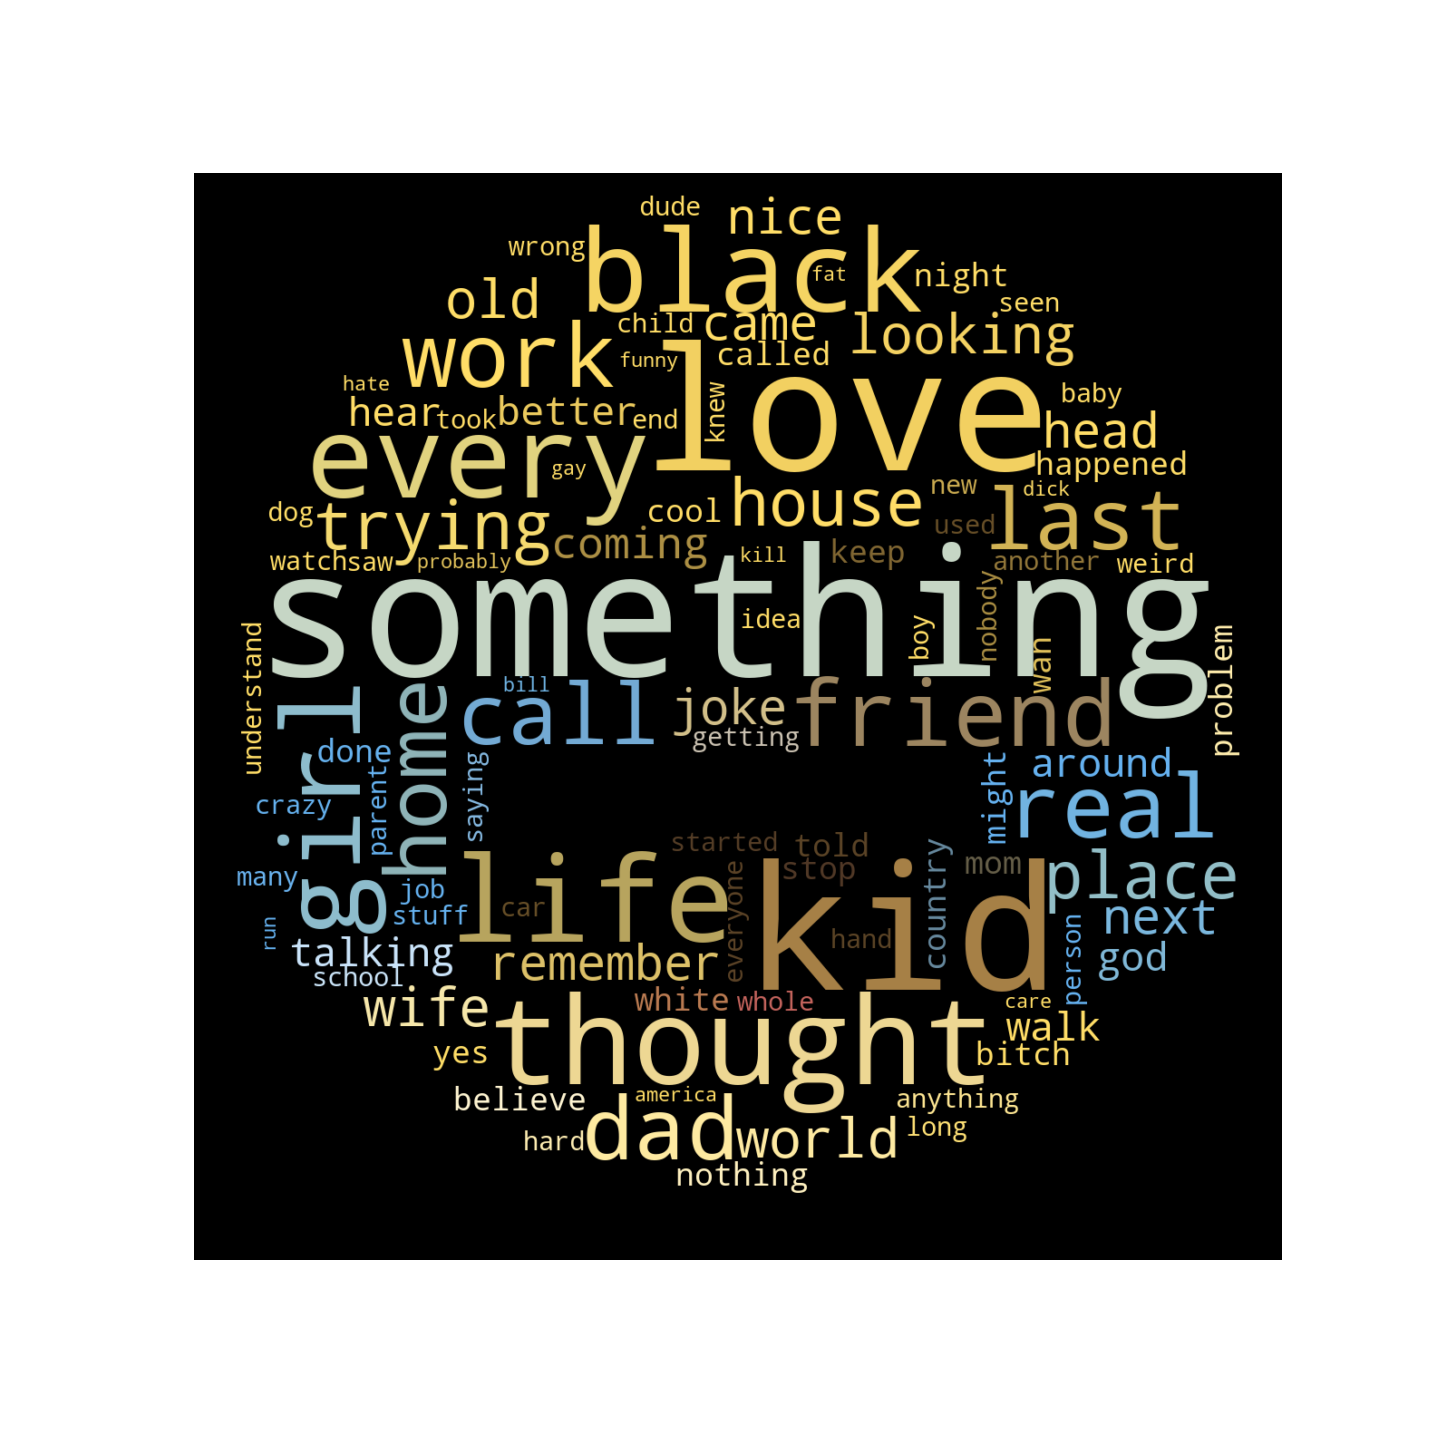 dude
nice
wrong
black
fat
night
old
seen
child
came
work
looking
funny
called
love
hate
knew
baby
hear
took
better
end
head
every
gay
happened
house
new
dick
last
dog
trying
cool
used
coming
keep
watchsaw
probably
kill
another
weird
something
idea
boy
nobody
wan
understand
problem
bill
girl
home
call
joke
friend
getting
done
parent
saying
might
around
crazy
real
started
told
many
job
life
stop
country
mom
place
stuff
car
everyone
kid
hand
next
run
talking
school
remember
person
god
wife
white
whole
care
thought
walk
yes
bitch
believe
america
anything
dad
hard
world
long
nothing